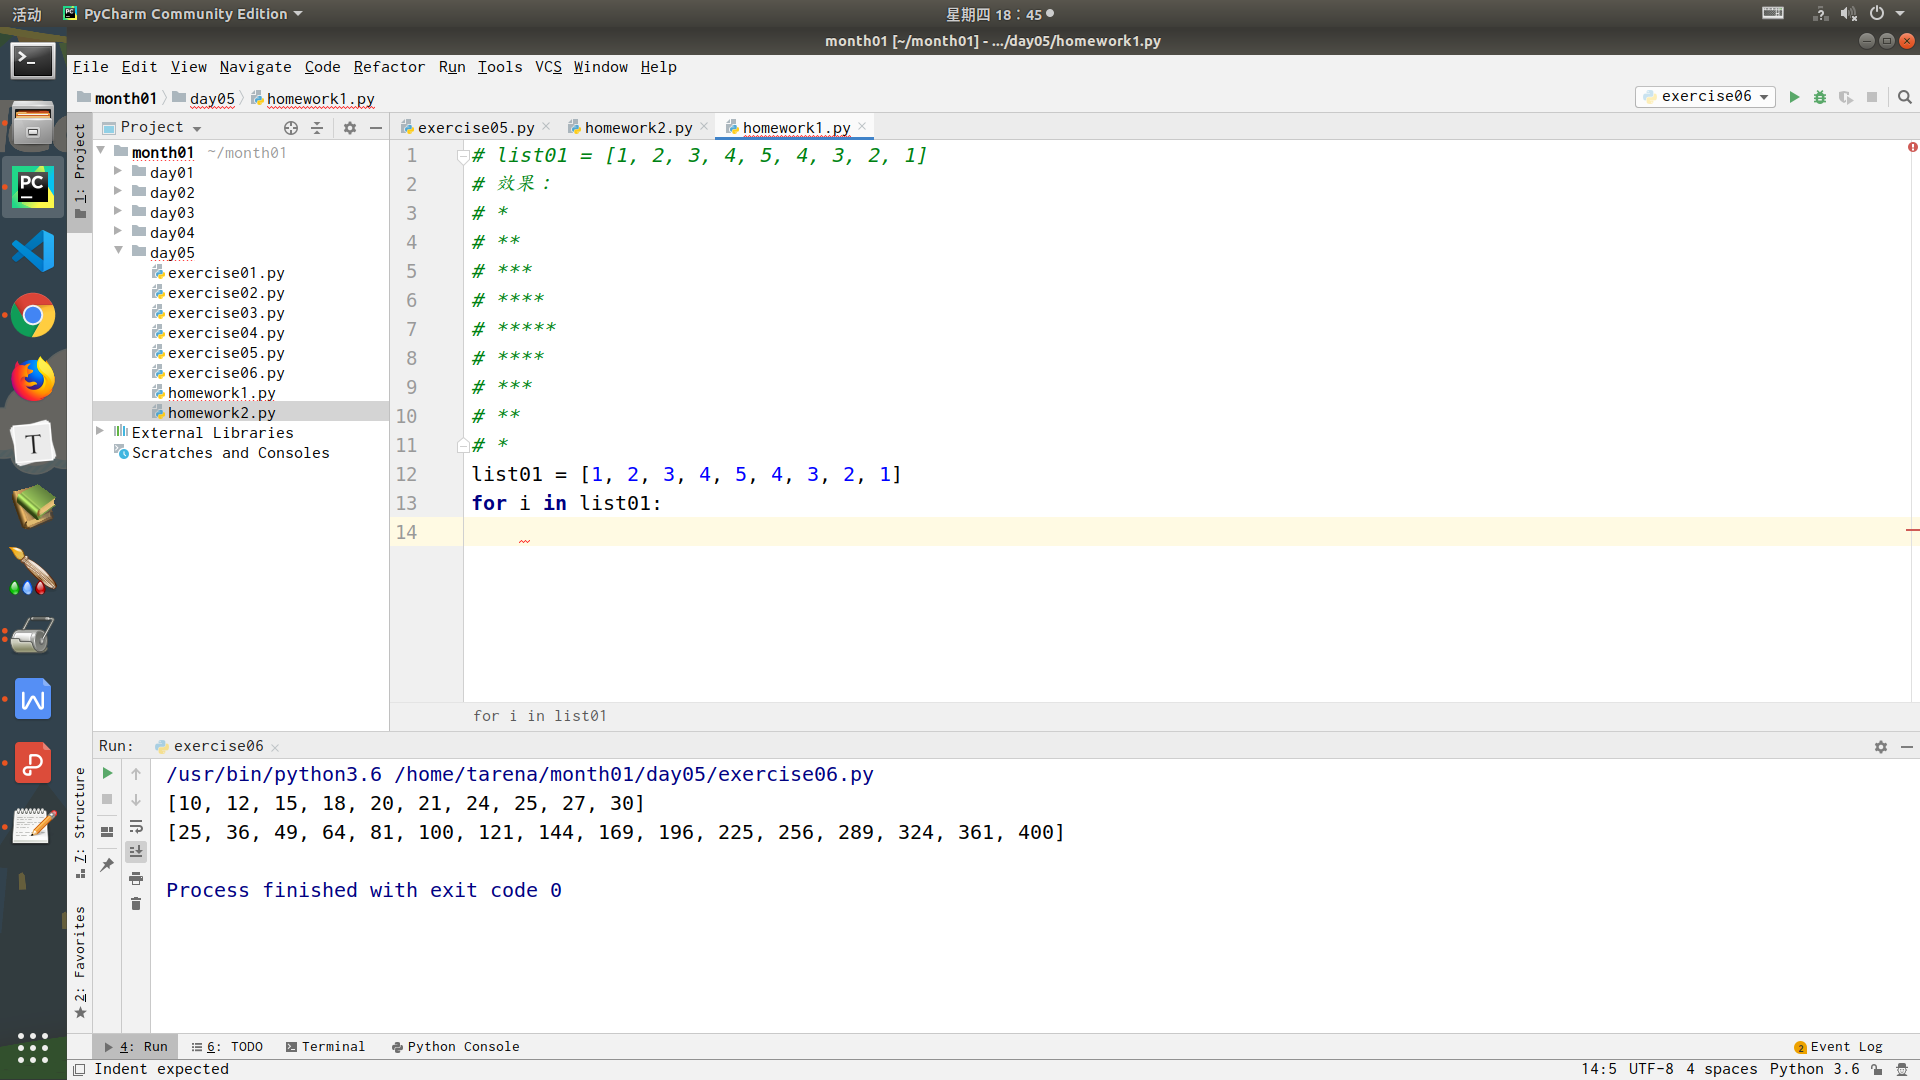 活动 PyCharm Community Edition 星期四 18:45
month01 [~/month01] - .../day05/homework1.py
File Edit View Navigate Code Refactor Run Tools VCS Window Help
month01 day05 homework1.py exercise06
1: Project
Project
exercise05.py homework2.py homework1.py
month01 ~/month01
day01
day02
day03
day04
day05
exercise01.py
exercise02.py
exercise03.py
exercise04.py
exercise05.py
exercise06.py
homework1.py
homework2.py
External Libraries
Scratches and Consoles
1 # list01 = [1, 2, 3, 4, 5, 4, 3, 2, 1]
2 # 效果：
3 # *
4 # **
5 # ***
6 # ****
7 # *****
8 # ****
9 # ***
10 # **
11 # *
12 list01 = [1, 2, 3, 4, 5, 4, 3, 2, 1]
13 for i in list01:
14
for i in list01
Run: exercise06
/usr/bin/python3.6 /home/tarena/month01/day05/exercise06.py
[10, 12, 15, 18, 20, 21, 24, 25, 27, 30]
[25, 36, 49, 64, 81, 100, 121, 144, 169, 196, 225, 256, 289, 324, 361, 400]
Process finished with exit code 0
7: Structure
2: Favorites
4: Run 6: TODO Terminal Python Console 2 Event Log
Indent expected 14:5 UTF-8 4 spaces Python 3.6